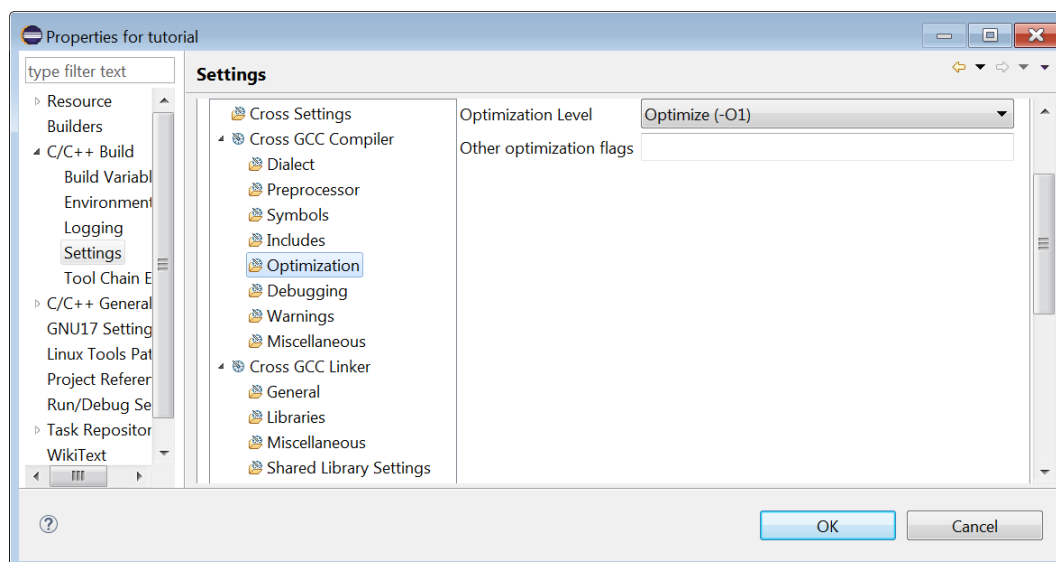 Properties for tutorial
type filter text
Resource
Builders
C/C++ Build
Build Variabl
Environment
Logging
Settings
Tool Chain E
C/C++ General
GNU17 Setting
Linux Tools Pat
Project Referen
Run/Debug Se
Task Repositor
WikiText
Settings
Cross Settings
Cross GCC Compiler
Dialect
Preprocessor
Symbols
Includes
Optimization
Debugging
Warnings
Miscellaneous
Cross GCC Linker
General
Libraries
Miscellaneous
Shared Library Settings
Optimization Level
Optimize (-O1)
Other optimization flags
OK
Cancel